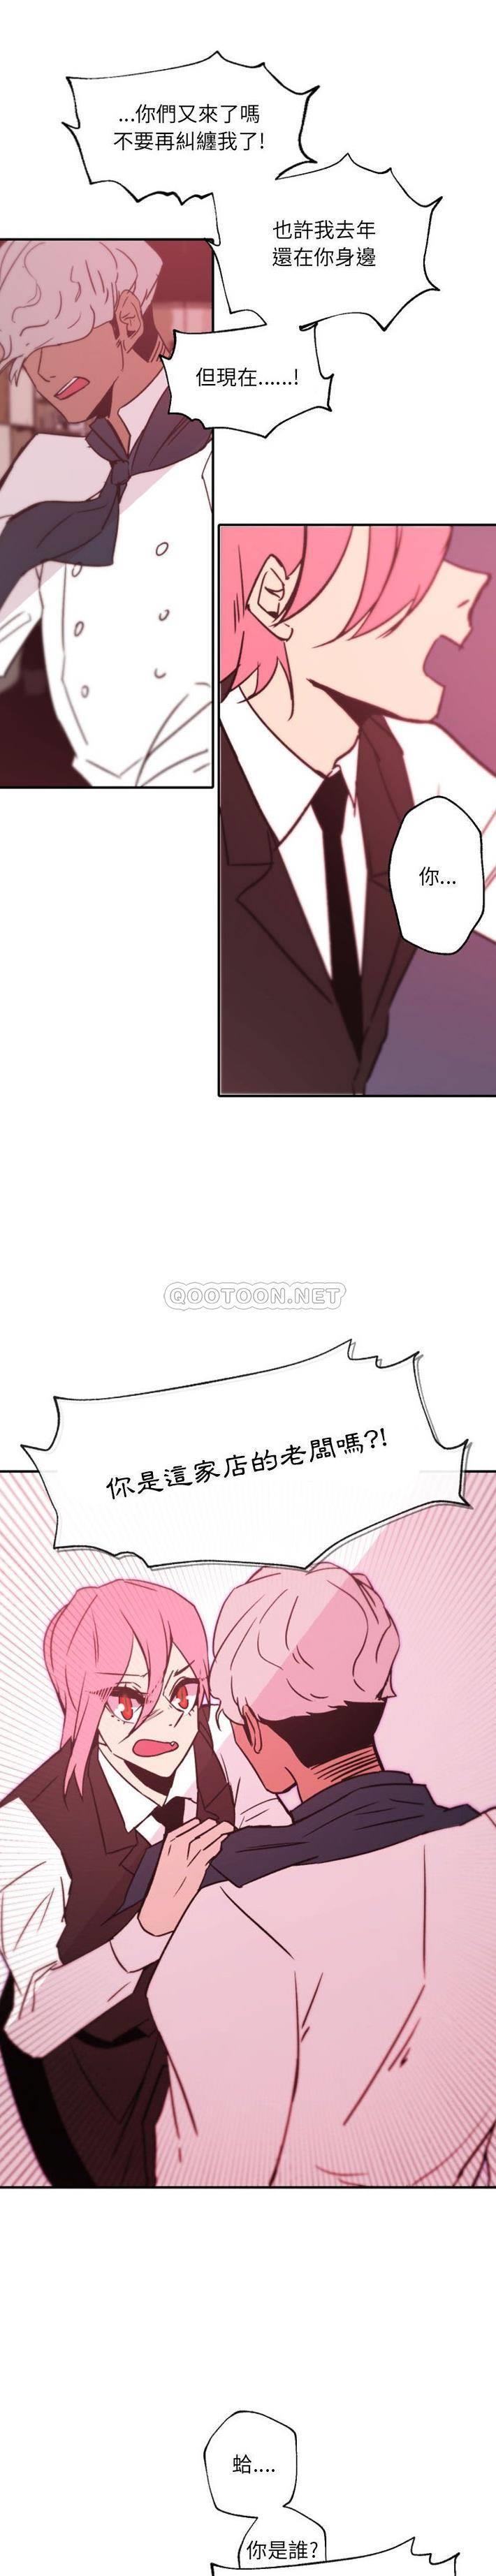 ...你們又來了嗎
不要再糾纏我了!
也許我去年
還在你身邊
但現在......!
你...
QOOTOON.NET
你是這家店的老闆嗎?!
蛤....
你是誰?